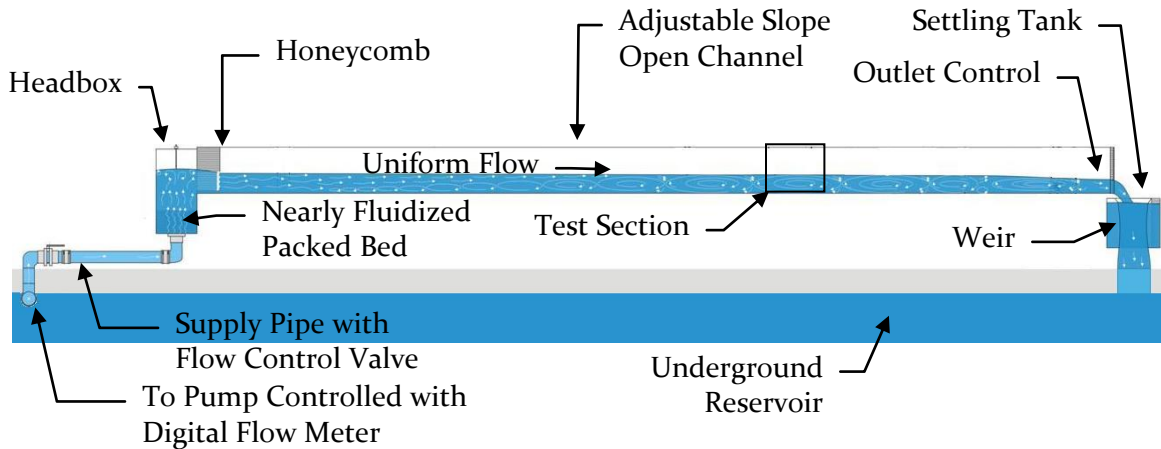 Headbox
Honeycomb
Adjustable Slope
Open Channel
Settling Tank
Outlet Control
Uniform Flow
Nearly Fluidized
Packed Bed
Test Section
Weir
Supply Pipe with
Flow Control Valve
To Pump Controlled with
Digital Flow Meter
Underground
Reservoir